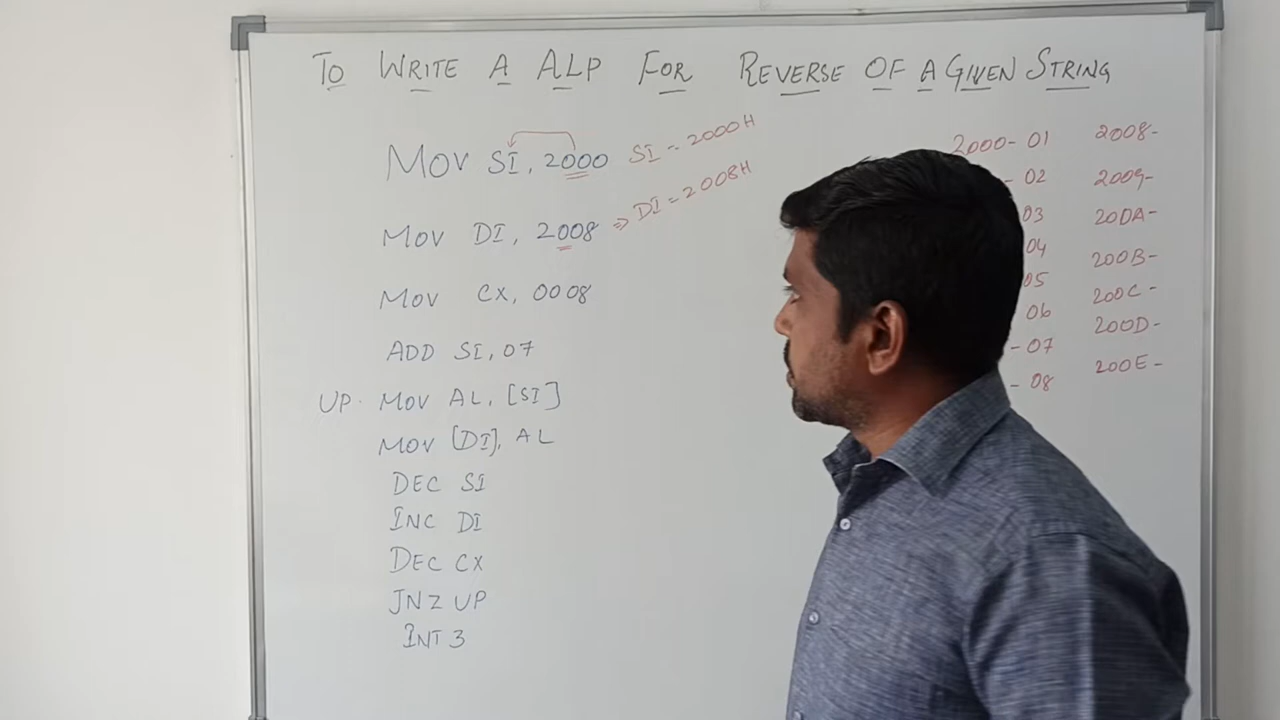 TO WRITE A ALP FOR REVERSE OF A GIVEN STRING
MOV SI, 2000 SI - 2000H
MOV DI, 2008 ⇒ DI = 2008H
MOV CX, 0008
ADD SI, 07
UP. MOV AL, [SI]
MOV [DI], AL
DEC SI
INC DI
DEC CX
JNZ UP
INT 3
2000 - 01
- 02
03
04
05
06
- 07
- 08
2008 -
2009 -
200A -
200B -
200C -
200D -
200E -